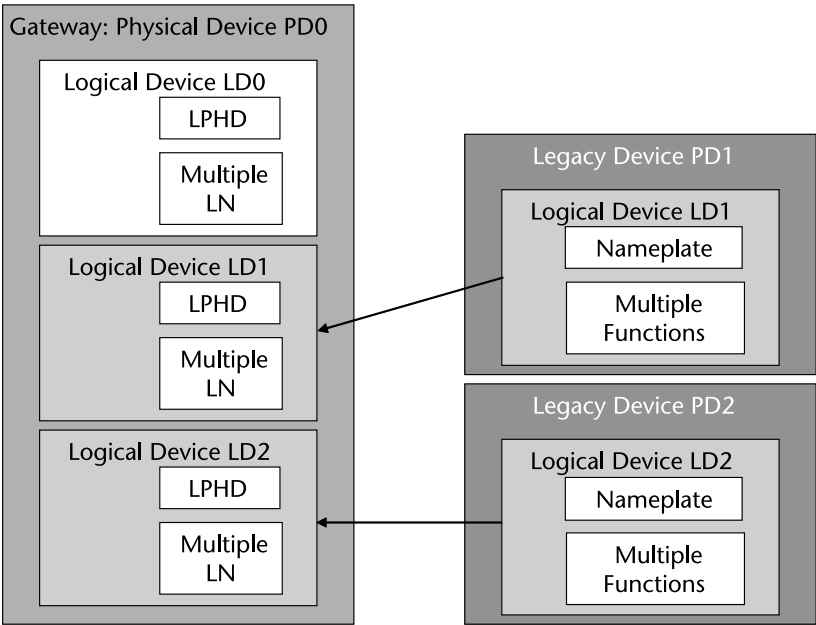 Gateway: Physical Device PD0
Logical Device LD0
LPHD
Multiple
LN
Logical Device LD1
LPHD
Multiple
LN
Logical Device LD2
LPHD
Multiple
LN
Legacy Device PD1
Logical Device LD1
Nameplate
Multiple
Functions
Legacy Device PD2
Logical Device LD2
Nameplate
Multiple
Functions